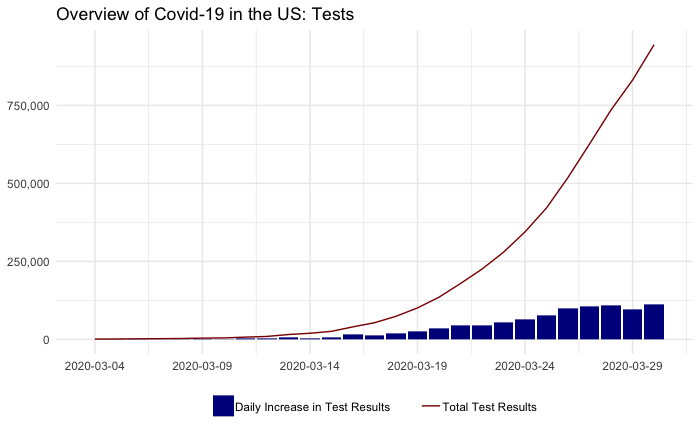 Overview of Covid-19 in the US: Tests
750,000
500,000
250,000
0
2020-03-04 2020-03-09 2020-03-14 2020-03-19 2020-03-24 2020-03-29
Daily Increase in Test Results Total Test Results